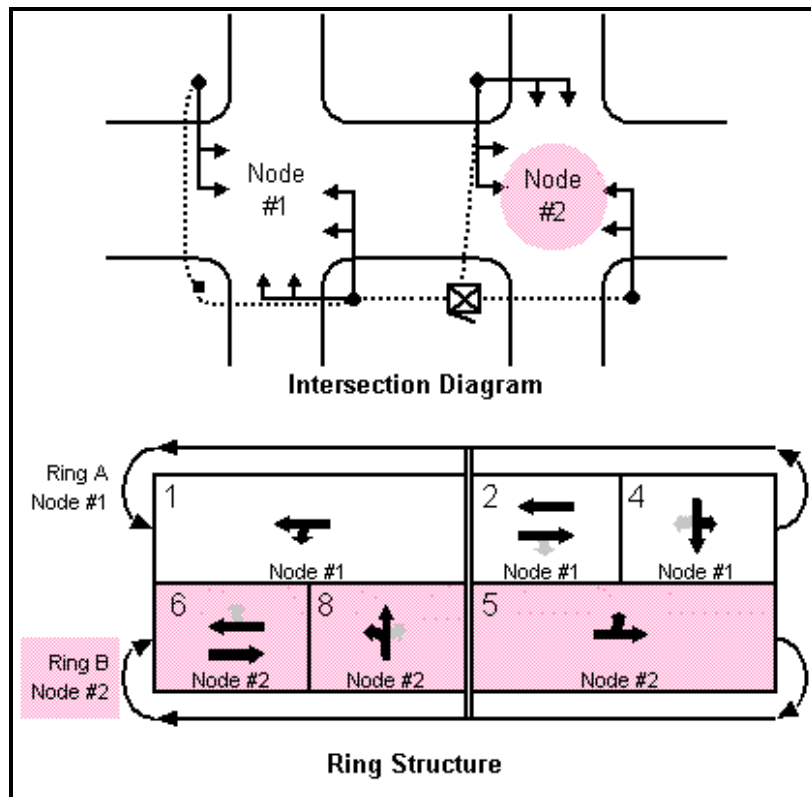 Node
#1
Node
#2
Intersection Diagram
Ring A
Node #1
1
Node #1
2
Node #1
4
Node #1
6
Node #2
8
Node #2
5
Node #2
Ring B
Node #2
Ring Structure